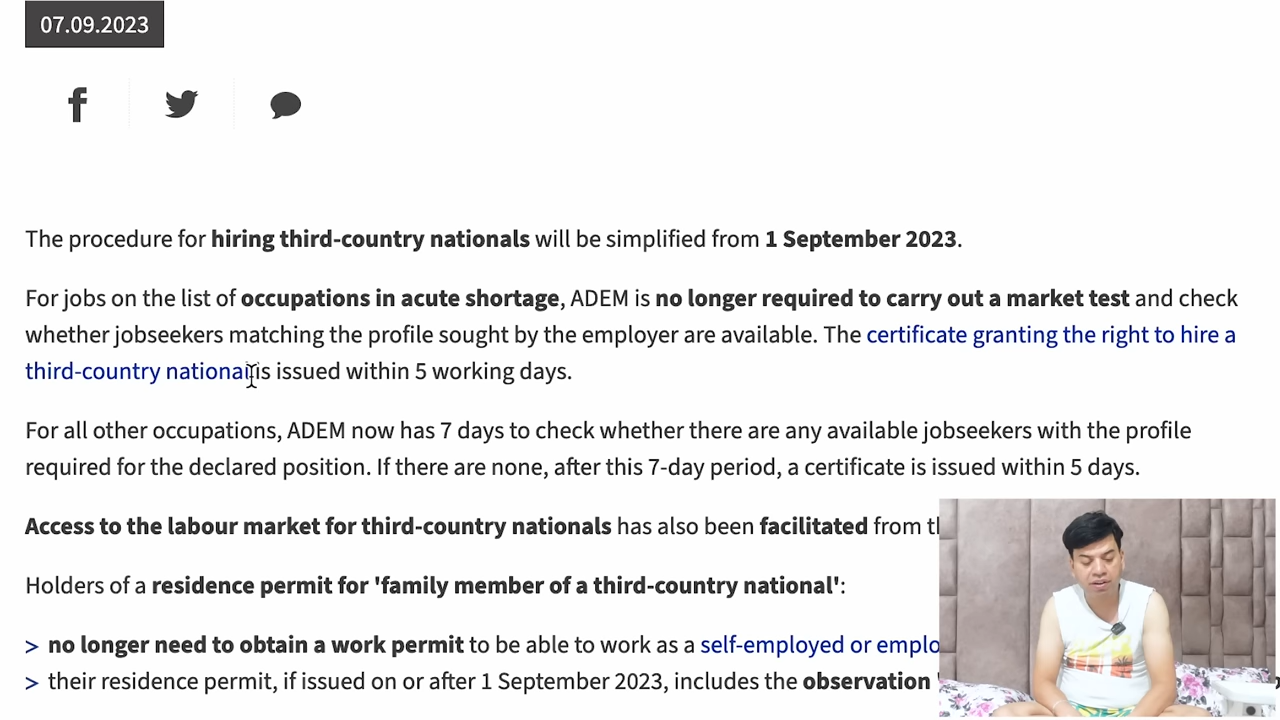 07.09.2023
The procedure for hiring third-country nationals will be simplified from 1 September 2023.
For jobs on the list of occupations in acute shortage, ADEM is no longer required to carry out a market test and check
whether jobseekers matching the profile sought by the employer are available. The certificate granting the right to hire a
third-country national is issued within 5 working days.
For all other occupations, ADEM now has 7 days to check whether there are any available jobseekers with the profile
required for the declared position. If there are none, after this 7-day period, a certificate is issued within 5 days.
Access to the labour market for third-country nationals has also been facilitated from
Holders of a residence permit for 'family member of a third-country national':
> no longer need to obtain a work permit to be able to work as a self-employed or
> their residence permit, if issued on or after 1 September 2023, includes the observation